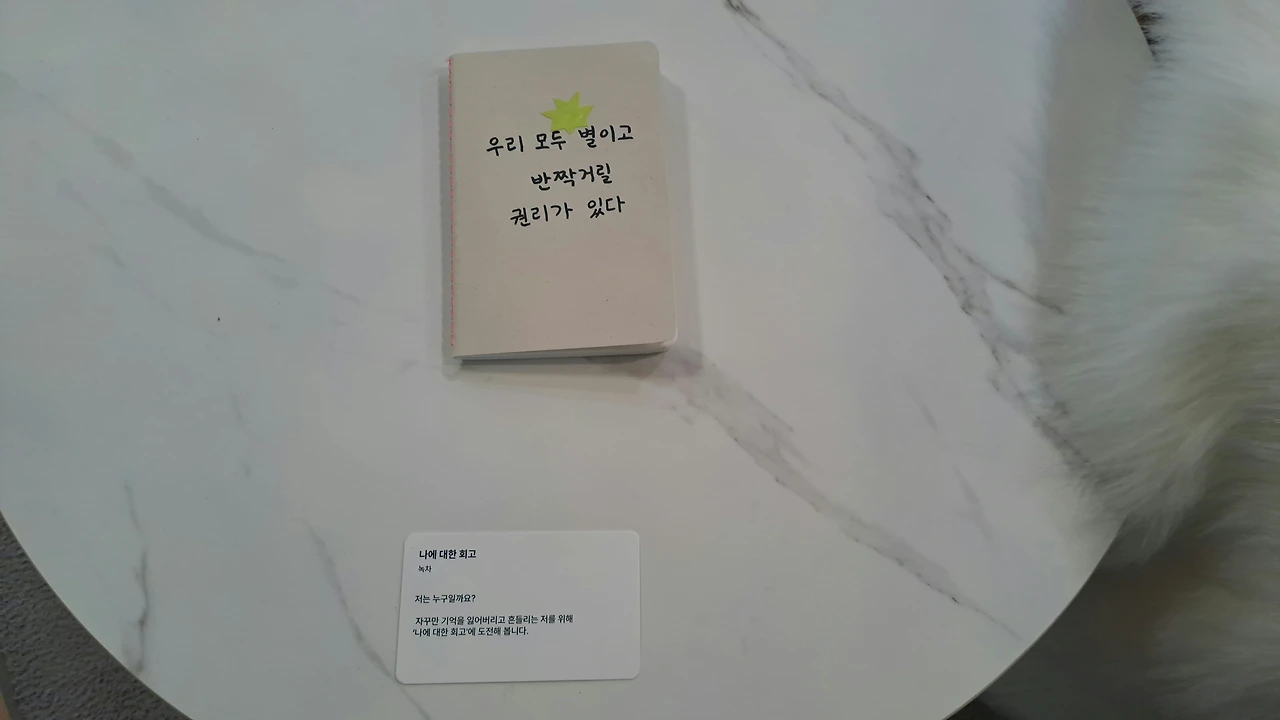 우리 모두 별이고
반짝거릴
권리가 있다
나에 대한 회고
녹차
저는 누구일까요?
자꾸만 기억을 잃어버리고 흔들리는 저를 위해
'나에 대한 회고'에 도전해 봅니다.